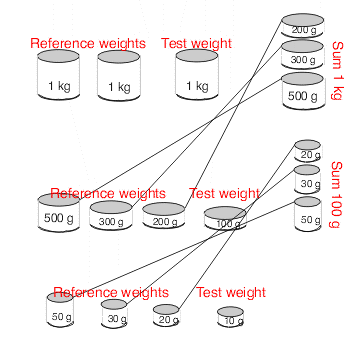 Reference weights Test weight
1 kg 1 kg 1 kg
200 g
300 g
500 g
Sum 1 kg
Reference weights Test weight
500 g 300 g 200 g 100 g
20 g
30 g
50 g
Sum 100 g
Reference weights Test weight
50 g 30 g 20 g 10 g